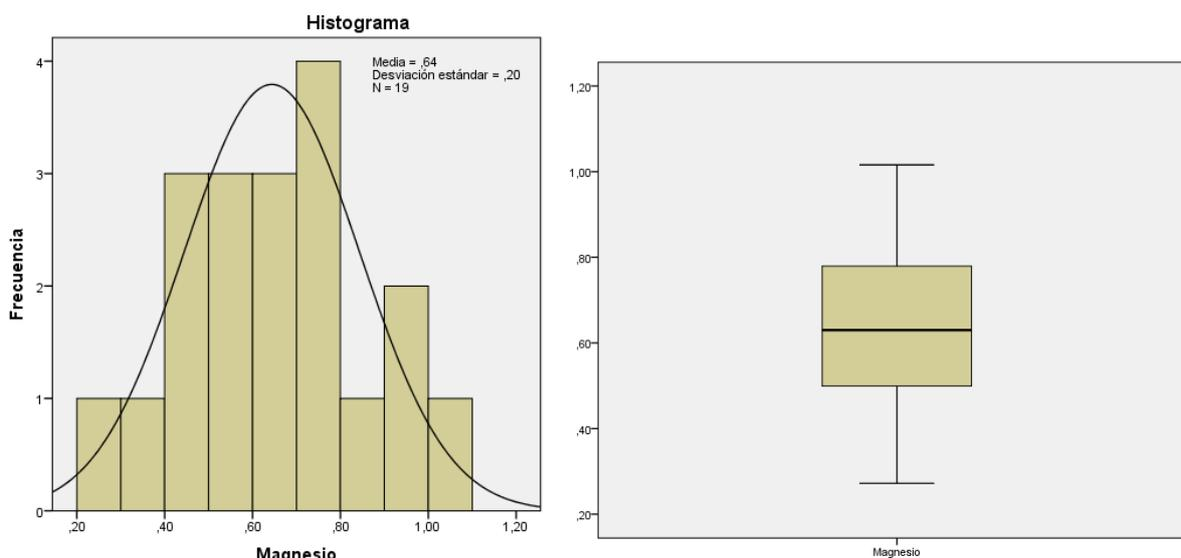 Histograma
Media = ,64
Desviación estándar = ,20
N = 19
4
3
2
1
0
Frecuencia
,20 ,40 ,60 ,80 1,00 1,20
Magnesio
1,20
1,00
,80
,60
,40
,20
Magnesio